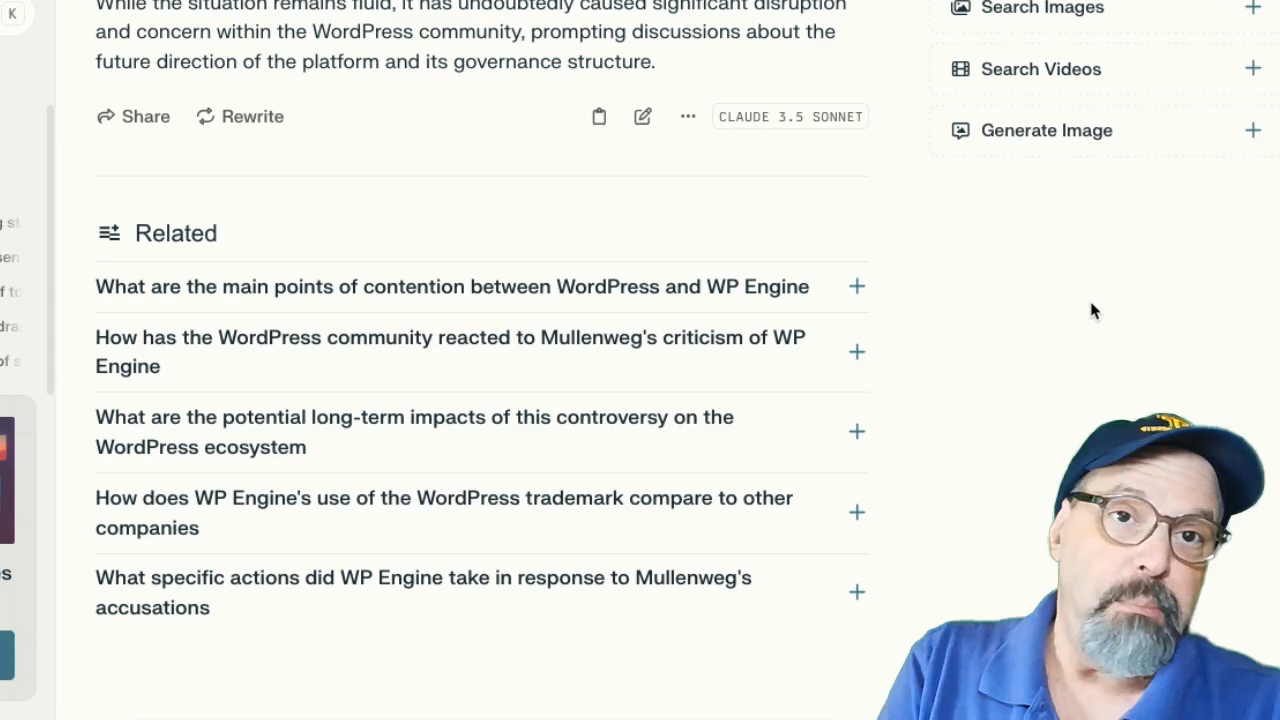 K
While the situation remains fluid, it has undoubtedly caused significant disruption
and concern within the WordPress community, prompting discussions about the
future direction of the platform and its governance structure.
Share
Rewrite
CLAUDE 3.5 SONNET
Related
What are the main points of contention between WordPress and WP Engine
How has the WordPress community reacted to Mullenweg's criticism of WP
Engine
What are the potential long-term impacts of this controversy on the
WordPress ecosystem
How does WP Engine's use of the WordPress trademark compare to other
companies
What specific actions did WP Engine take in response to Mullenweg's
accusations
Search Images
Search Videos
Generate Image